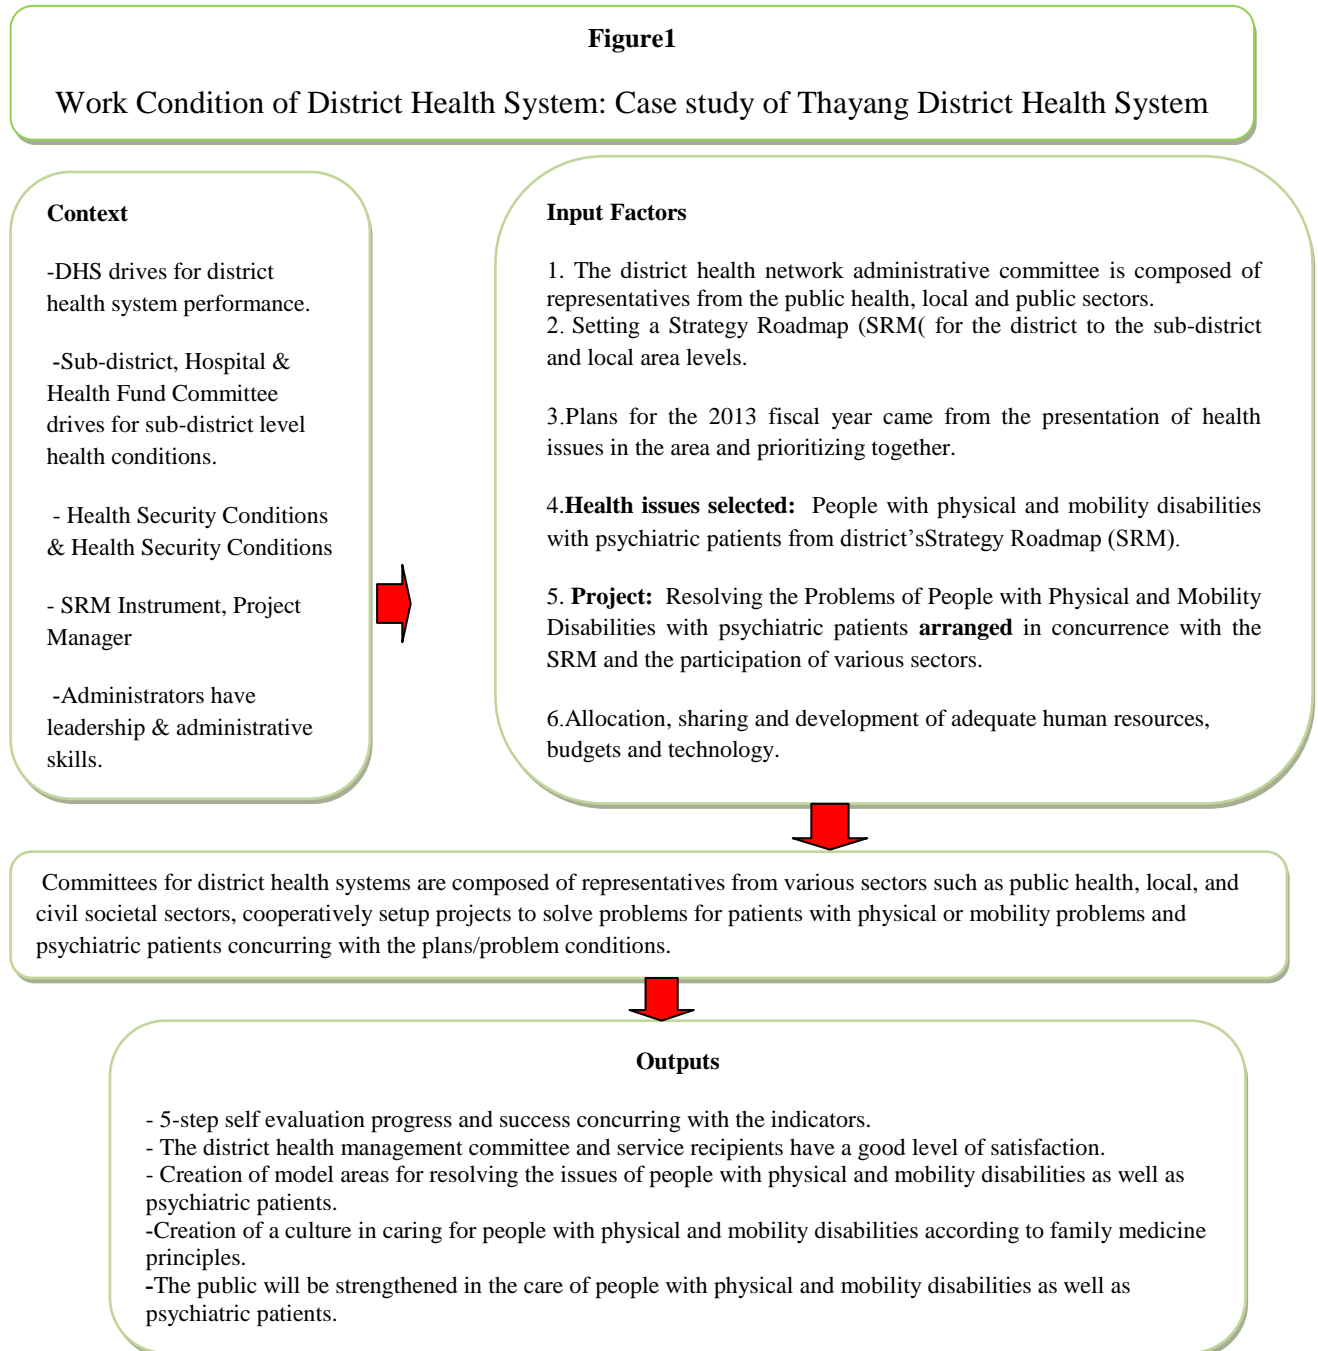 Figure1
Work Condition of District Health System: Case study of Thayang District Health System
Context
-DHS drives for district
health system performance.
-Sub-district, Hospital &
Health Fund Committee
drives for sub-district level
health conditions.
- Health Security Conditions
& Health Security Conditions
- SRM Instrument, Project
Manager
-Administrators have
leadership & administrative
skills.
Input Factors
1. The district health network administrative committee is composed of
representatives from the public health, local and public sectors.
2. Setting a Strategy Roadmap (SRM( for the district to the sub-district
and local area levels.
3.Plans for the 2013 fiscal year came from the presentation of health
issues in the area and prioritizing together.
4.Health issues selected: People with physical and mobility disabilities
with psychiatric patients from district’sStrategy Roadmap (SRM).
5. Project: Resolving the Problems of People with Physical and Mobility
Disabilities with psychiatric patients arranged in concurrence with the
SRM and the participation of various sectors.
6.Allocation, sharing and development of adequate human resources,
budgets and technology.
Committees for district health systems are composed of representatives from various sectors such as public health, local, and
civil societal sectors, cooperatively setup projects to solve problems for patients with physical or mobility problems and
psychiatric patients concurring with the plans/problem conditions.
Outputs
- 5-step self evaluation progress and success concurring with the indicators.
- The district health management committee and service recipients have a good level of satisfaction.
- Creation of model areas for resolving the issues of people with physical and mobility disabilities as well as
psychiatric patients.
-Creation of a culture in caring for people with physical and mobility disabilities according to family medicine
principles.
-The public will be strengthened in the care of people with physical and mobility disabilities as well as
psychiatric patients.